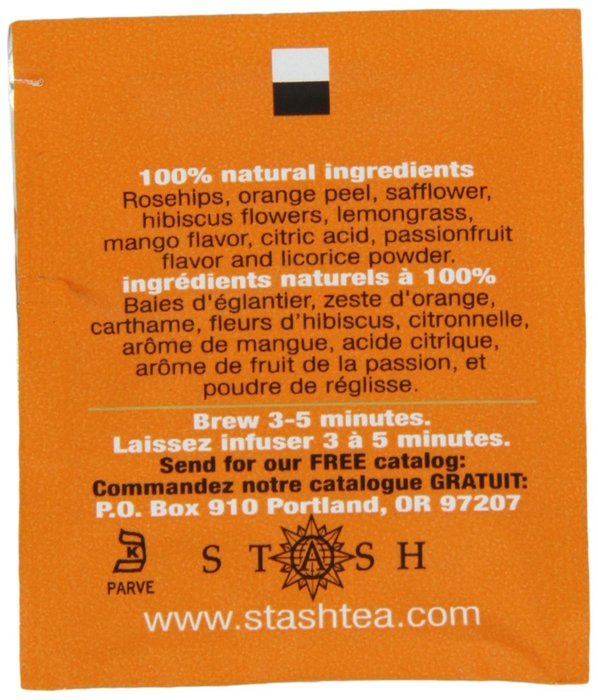 100% natural ingredients
Rosehips, orange peel, safflower,
hibiscus flowers, lemongrass,
mango flavor, citric acid, passionfruit
flavor and licorice powder.
ingrédients naturels à 100%
Baies d'églantier, zeste d'orange,
carthame, fleurs d'hibiscus, citronnelle,
arôme de mangue, acide citrique,
arôme de fruit de la passion, et
poudre de réglisse.
Brew 3-5 minutes.
Laissez infuser 3 à 5 minutes.
Send for our FREE catalog:
Commandez notre catalogue GRATUIT:
P.O. Box 910 Portland, OR 97207
K
PARVE
STASH
www.stashtea.com